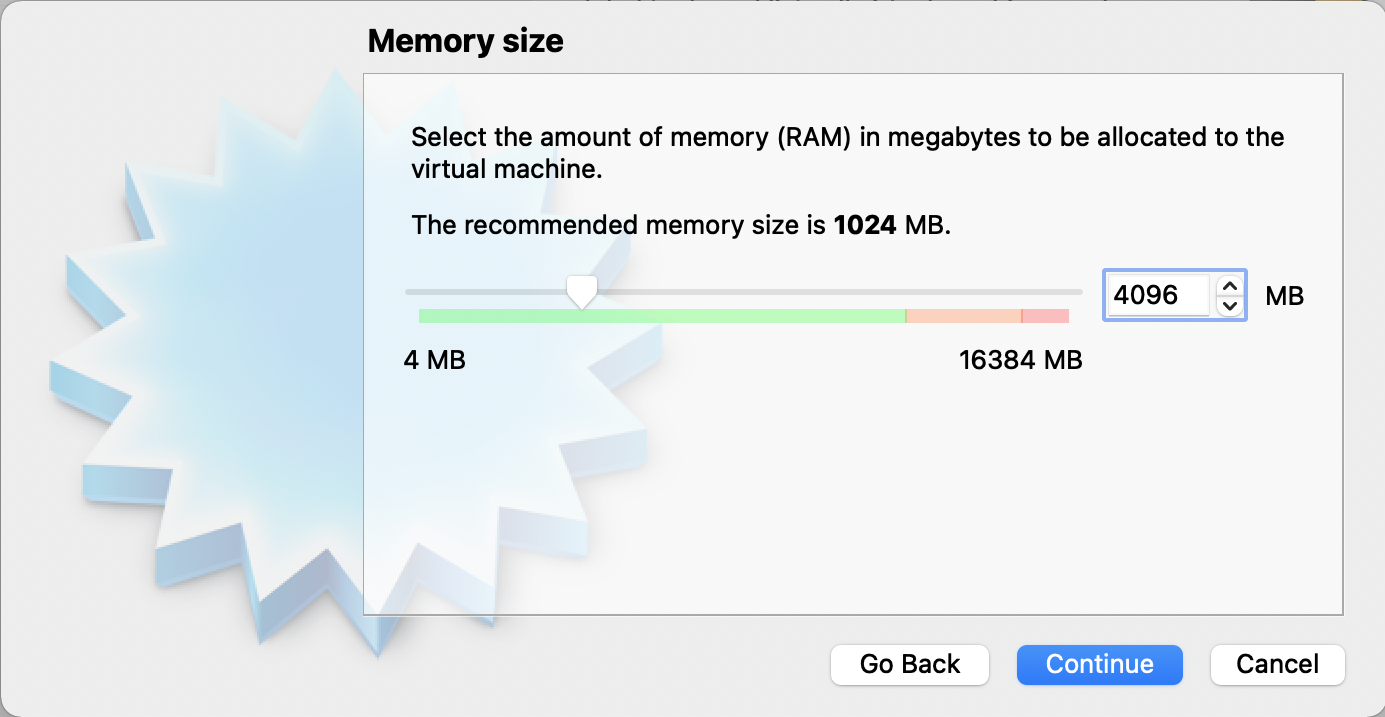 Memory size
Select the amount of memory (RAM) in megabytes to be allocated to the
virtual machine.
The recommended memory size is 1024 MB.
4096 MB
4 MB 16384 MB
Go Back Continue Cancel